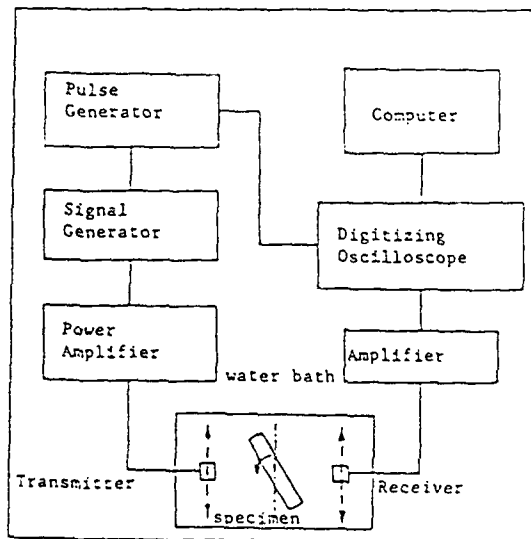 Pulse
Generator
Computer
Signal
Generator
Digitizing
Oscilloscope
Power
Amplifier
Amplifier
water bath
Transmitter
Receiver
specimen